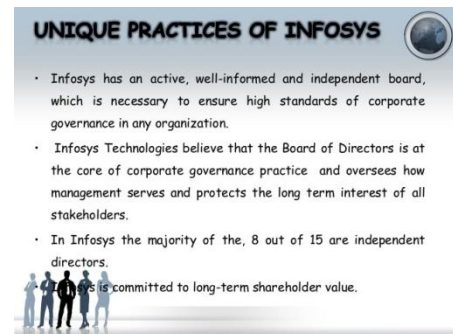 UNIQUE PRACTICES OF INFOSYS
• Infosys has an active, well-informed and independent board,
which is necessary to ensure high standards of corporate
governance in any organization.
• Infosys Technologies believe that the Board of Directors is at
the core of corporate governance practice and oversees how
management serves and protects the long term interest of all
stakeholders.
• In Infosys the majority of the, 8 out of 15 are independent
directors.
• Infosys is committed to long-term shareholder value.